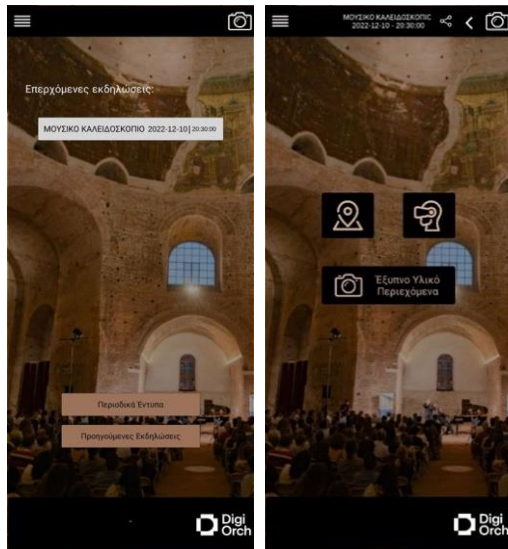 Επερχόμενες εκδηλώσεις:
ΜΟΥΣΙΚΟ ΚΑΛΕΙΔΟΣΚΟΠΙΟ 2022-12-10| 20:30:00
Περιοδικά Έντυπα
Προηγούμενες Εκδηλώσεις
Digi
Orch
ΜΟΥΣΙΚΟ ΚΑΛΕΙΔΟΣΚΟΠΙΟ
2022-12-10 - 20:30:00
Έξυπνο Υλικό
Περιεχόμενα
Digi
Orch